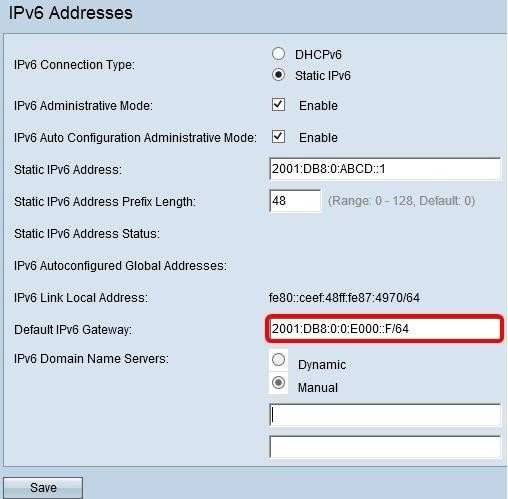 IPv6 Addresses
IPv6 Connection Type:
DHCPv6
Static IPv6
IPv6 Administrative Mode: Enable
IPv6 Auto Configuration Administrative Mode: Enable
Static IPv6 Address: 2001:DB8:0:ABCD::1
Static IPv6 Address Prefix Length: 48 (Range: 0 - 128, Default: 0)
Static IPv6 Address Status:
IPv6 Autoconfigured Global Addresses:
IPv6 Link Local Address: fe80::ceef:48ff:fe87:4970/64
Default IPv6 Gateway: 2001:DB8:0:0:E000::F/64
IPv6 Domain Name Servers: Dynamic
Manual
Save